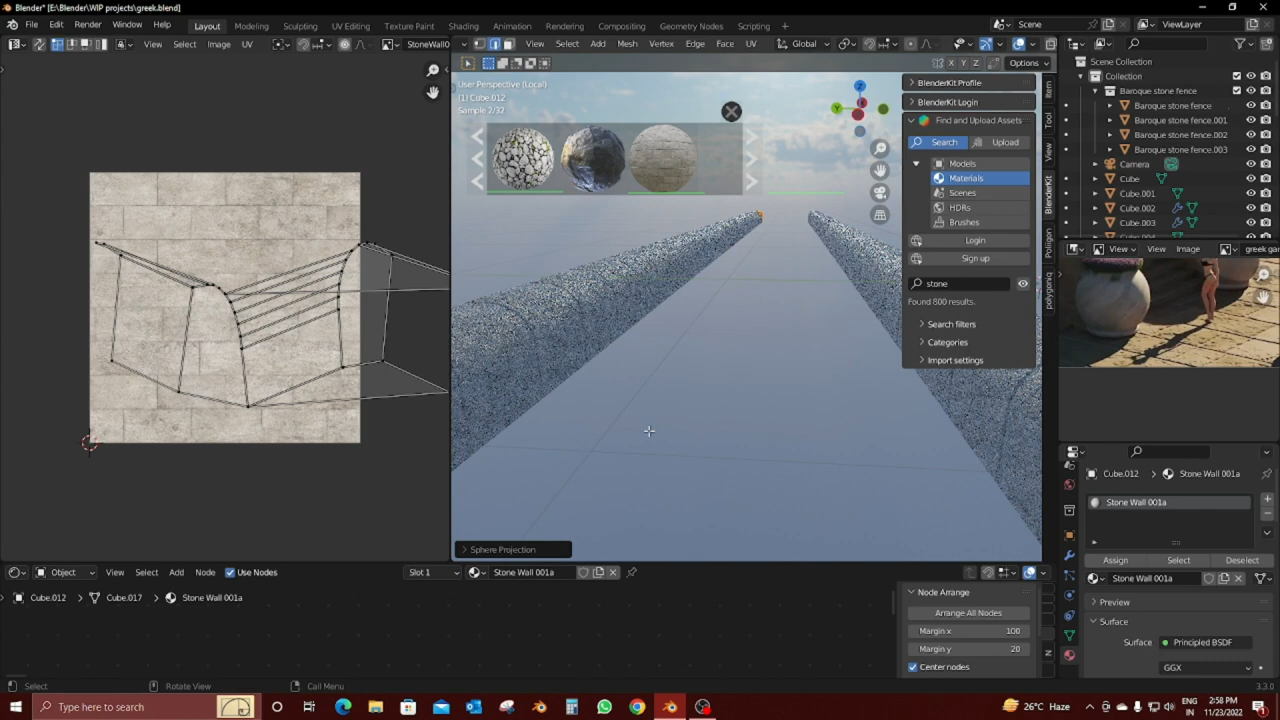 Blender* [E:\Blender\WIP projects\greek.blend]
File Edit Render Window Help Layout Modeling Sculpting UV Editing Texture Paint Shading Animation Rendering Compositing Geometry Nodes Scripting + Scene ViewLayer
View Select Image UV StoneWall0 View Select Add Mesh Vertex Edge Face UV Global
X Y Z Options
User Perspective (Local)
(1) Cube.012
Sample 2/32
Z
Y
BlenderKit Profile
BlenderKit Login
Find and Upload Assets
Search Upload
Models
Materials
Scenes
HDRs
Brushes
Login
Sign up
stone
Found 800 results.
Search filters
Categories
Import settings
Item
Tool
View
BlenderKit
Poliigon
polygoniq
Scene Collection
Collection
Baroque stone fence
Baroque stone fence
Baroque stone fence.001
Baroque stone fence.002
Baroque stone fence.003
Camera
Cube
Cube.001
Cube.002
Cube.003
View View Image greek gar
Sphere Projection
Cube.012 > Stone Wall 001a
Stone Wall 001a
Assign Select Deselect
Stone Wall 001a
Preview
Surface
Surface Principled BSDF
GGX
Object View Select Add Node Use Nodes Slot 1 Stone Wall 001a
Cube.012 > Cube.017 > Stone Wall 001a
Node Arrange
Arrange All Nodes
Margin x 100
Margin y 20
Center nodes
N
Select Rotate View Call Menu 3.3.0
Type here to search
26°C Haze
ENG
IN
2:58 PM
11/23/2022